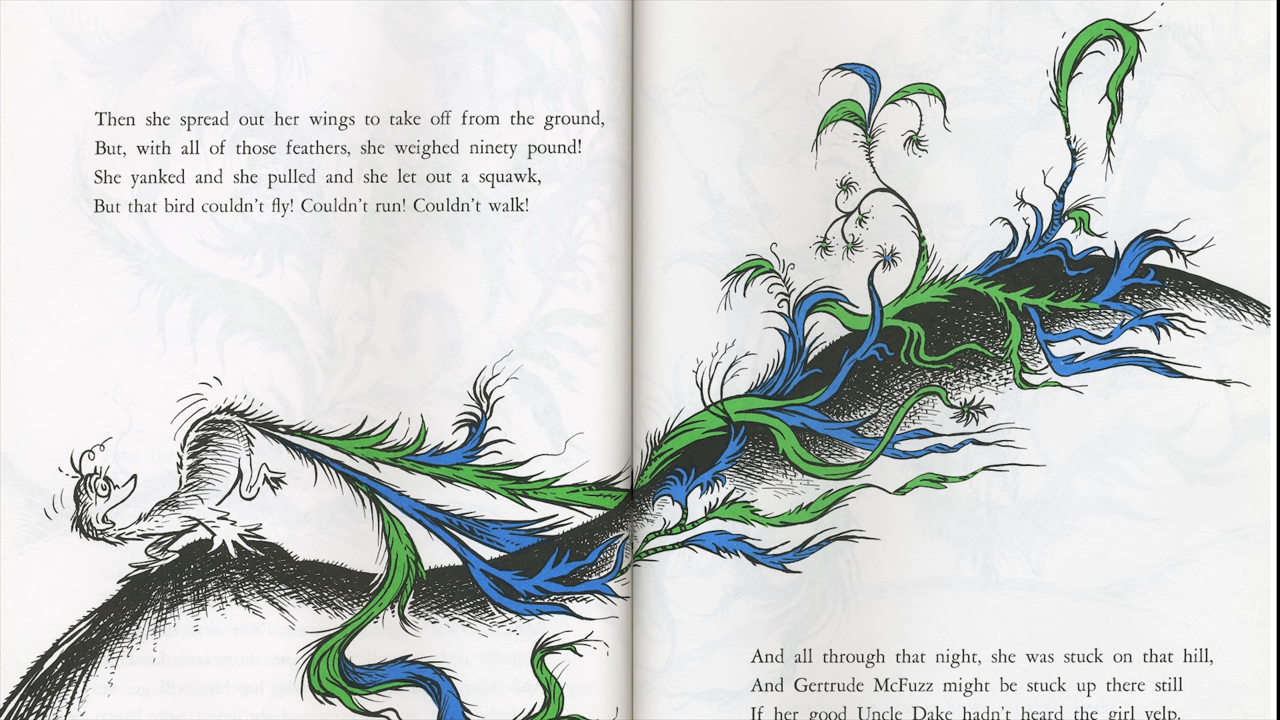 Then she spread out her wings to take off from the ground,
But, with all of those feathers, she weighed ninety pound!
She yanked and she pulled and she let out a squawk,
But that bird couldn't fly! Couldn't run! Couldn't walk!
And all through that night, she was stuck on that hill,
And Gertrude McFuzz might be stuck up there still
If her good Uncle Dake hadn't heard the girl yelp.